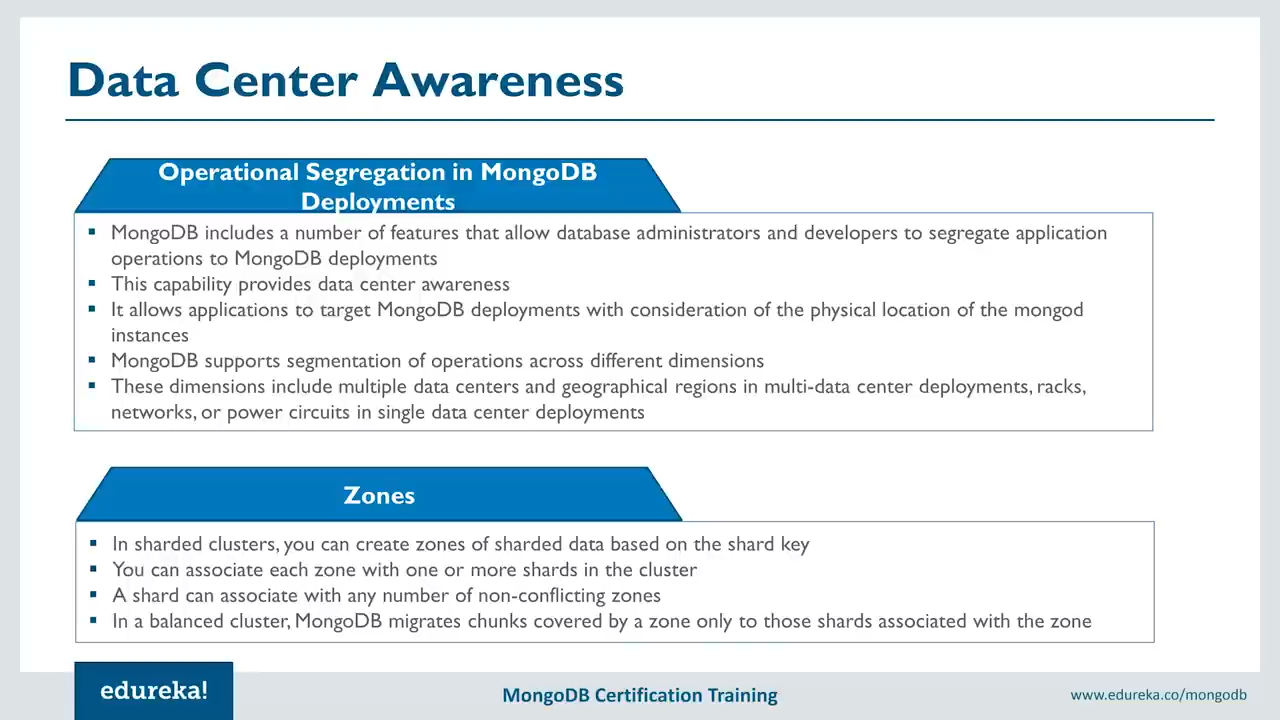 Data Center Awareness
Operational Segregation in MongoDB
Deployments
▪ MongoDB includes a number of features that allow database administrators and developers to segregate application
operations to MongoDB deployments
▪ This capability provides data center awareness
▪ It allows applications to target MongoDB deployments with consideration of the physical location of the mongod
instances
▪ MongoDB supports segmentation of operations across different dimensions
▪ These dimensions include multiple data centers and geographical regions in multi-data center deployments, racks,
networks, or power circuits in single data center deployments
Zones
▪ In sharded clusters, you can create zones of sharded data based on the shard key
▪ You can associate each zone with one or more shards in the cluster
▪ A shard can associate with any number of non-conflicting zones
▪ In a balanced cluster, MongoDB migrates chunks covered by a zone only to those shards associated with the zone
edureka!
MongoDB Certification Training
www.edureka.co/mongodb